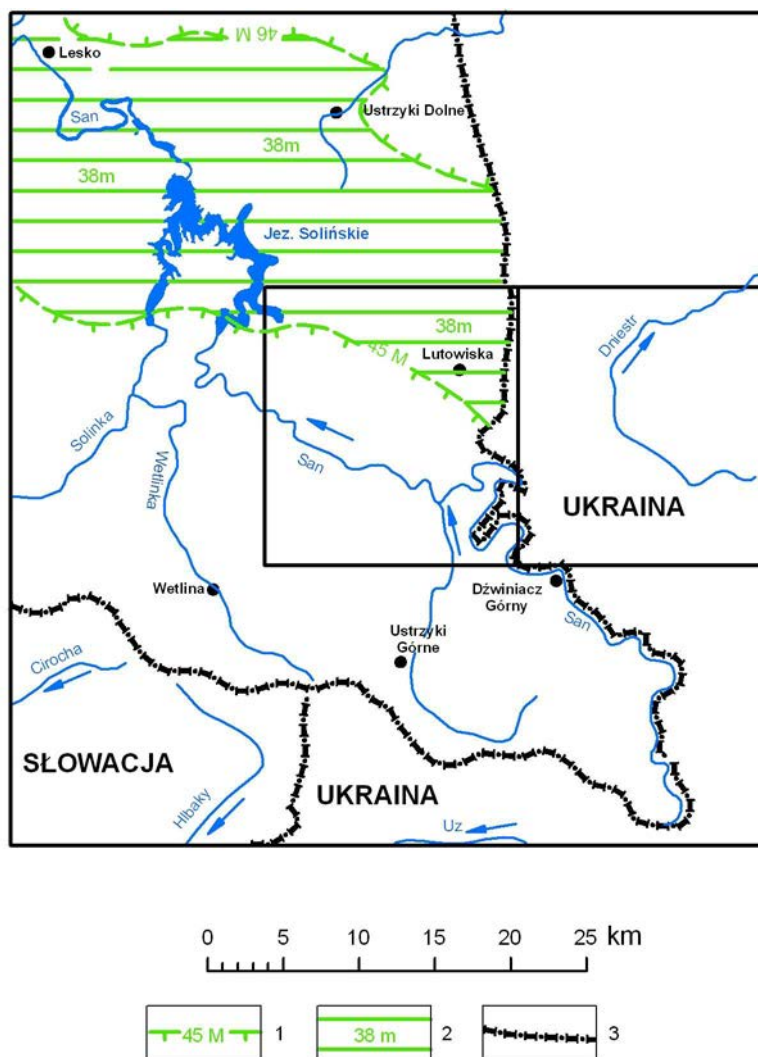 46 M
Lesko
San
Ustrzyki Dolne
38m
38m
Jez. Solińskie
38m
45 M
Lutowiska
Dniestr
Solinka
Wetlinka
San
UKRAINA
Wetlina
Dźwiniacz
Górny
Ustrzyki
Górne
San
Cirocha
SŁOWACJA
UKRAINA
Hlbaky
Uz
0 5 10 15 20 25 km
45 M 1 38 m 2 3